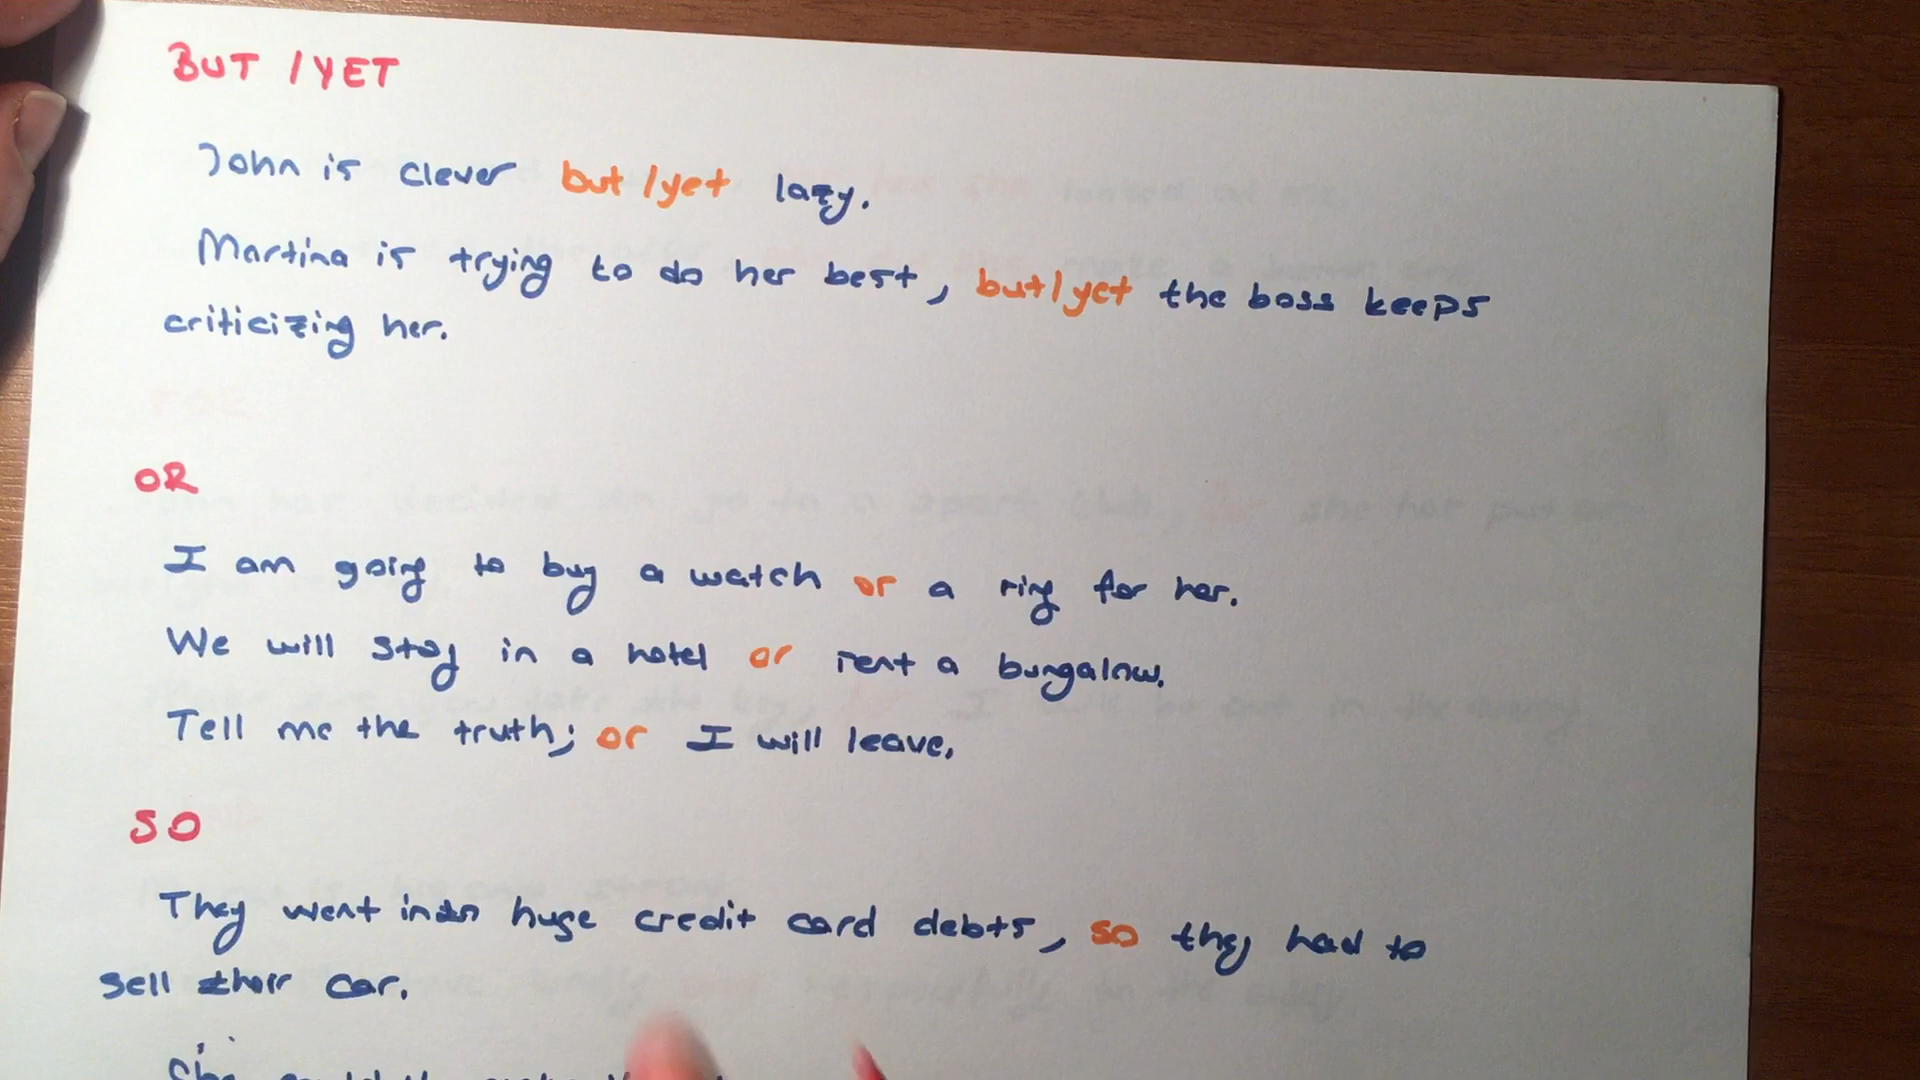 BUT / YET
John is clever but / yet lazy.
Martina is trying to do her best, but / yet the boss keeps
criticizing her.
OR
I am going to buy a watch or a ring for her.
We will stay in a hotel or rent a bungalow.
Tell me the truth; or I will leave.
SO
They went into huge credit card debts, so they had to
sell their car.
She